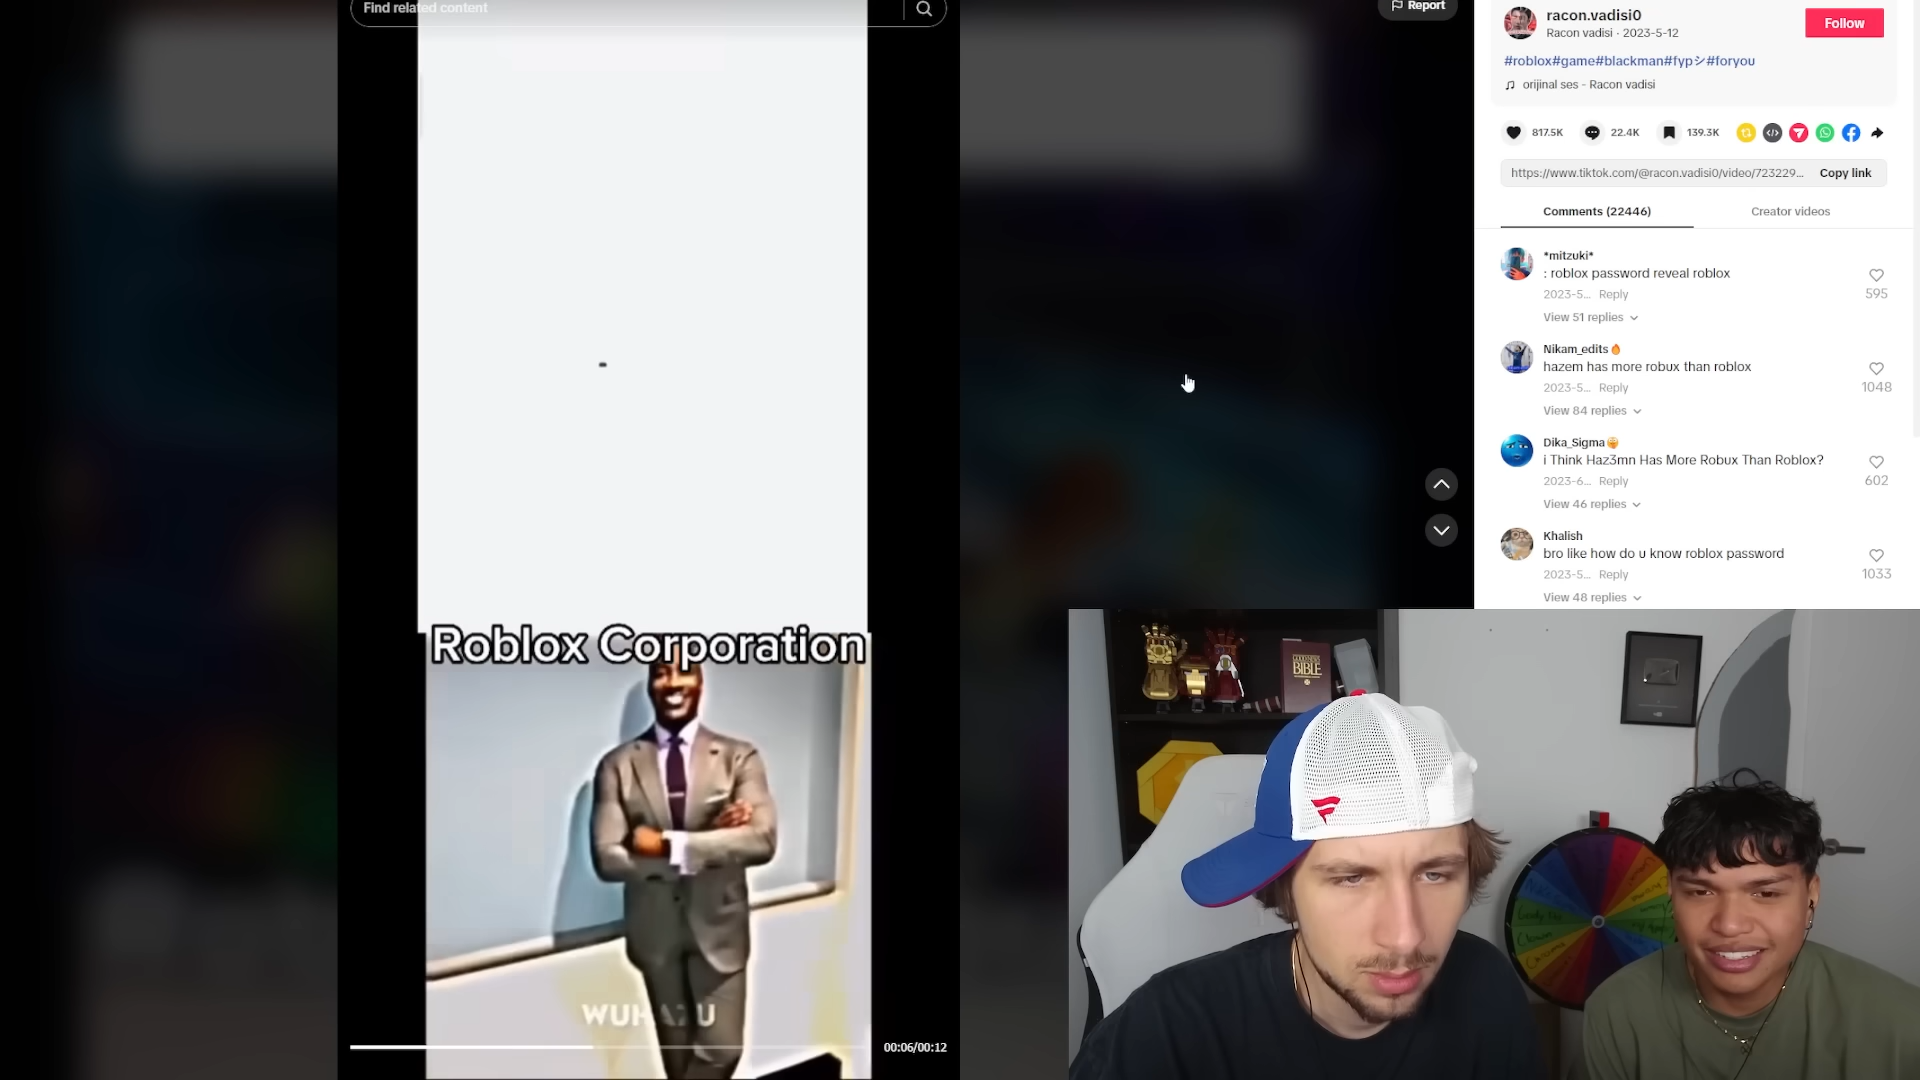 Find related content
Report
racon.vadisi0
Racon vadisi · 2023-5-12
Follow
#roblox#game#blackman#fypシ#foryou
orijinal ses - Racon vadisi
817.5K
22.4K
139.3K
https://www.tiktok.com/@racon.vadisi0/video/723229...
Copy link
Comments (22446)
Creator videos
*mitzuki*
: roblox password reveal roblox
2023-5... Reply
595
View 51 replies
Nikam_edits🔥
hazem has more robux than roblox
2023-5... Reply
1048
View 84 replies
Dika_Sigma
i Think Haz3mn Has More Robux Than Roblox?
2023-6... Reply
602
View 46 replies
Khalish
bro like how do u know roblox password
2023-5... Reply
1033
View 48 replies
Roblox Corporation
00:06/00:12
BIBLE